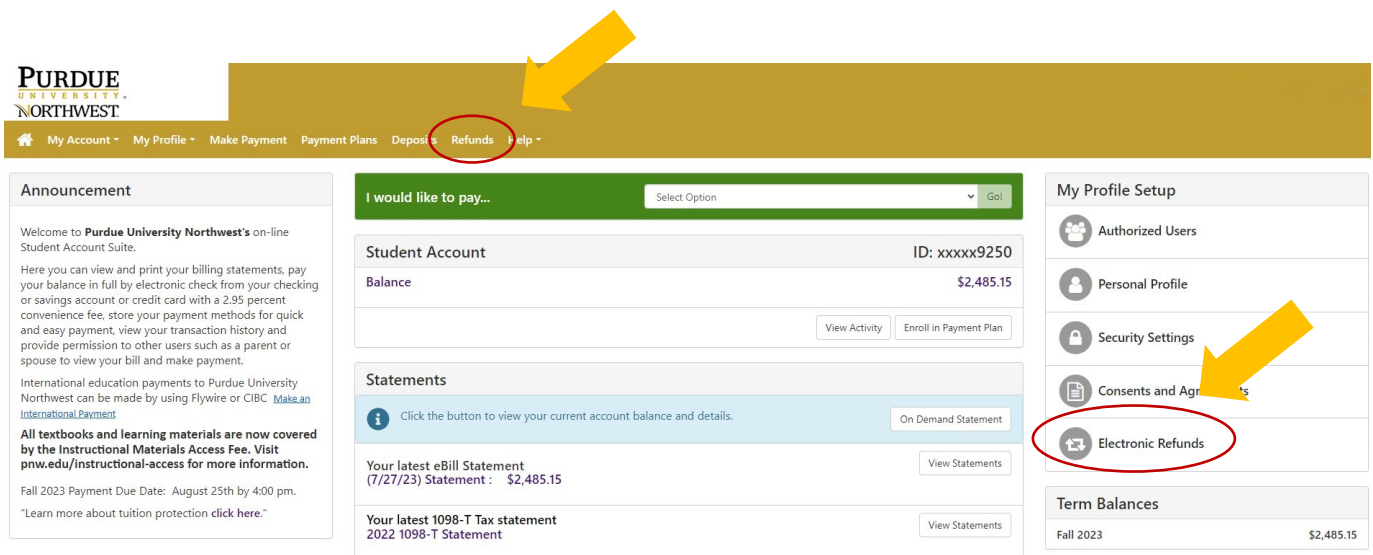 PURDUE
UNIVERSITY.
NORTHWEST.
My Account My Profile Make Payment Payment Plans Deposits Refunds Help
Announcement
Welcome to Purdue University Northwest's on-line
Student Account Suite.
Here you can view and print your billing statements, pay
your balance in full by electronic check from your checking
or savings account or credit card with a 2.95 percent
convenience fee, store your payment methods for quick
and easy payment, view your transaction history and
provide permission to other users such as a parent or
spouse to view your bill and make payment.
International education payments to Purdue University
Northwest can be made by using Flywire or CIBC Make an
International Payment
All textbooks and learning materials are now covered
by the Instructional Materials Access Fee. Visit
pnw.edu/instructional-access for more information.
Fall 2023 Payment Due Date: August 25th by 4:00 pm.
"Learn more about tuition protection click here."
I would like to pay... Select Option Go!
Student Account ID: xxxxx9250
Balance $2,485.15
View Activity Enroll in Payment Plan
Statements
Click the button to view your current account balance and details. On Demand Statement
Your latest eBill Statement View Statements
(7/27/23) Statement : $2,485.15
Your latest 1098-T Tax statement View Statements
2022 1098-T Statement
My Profile Setup
Authorized Users
Personal Profile
Security Settings
Consents and
Electronic Refunds
Term Balances
Fall 2023 $2,485.15